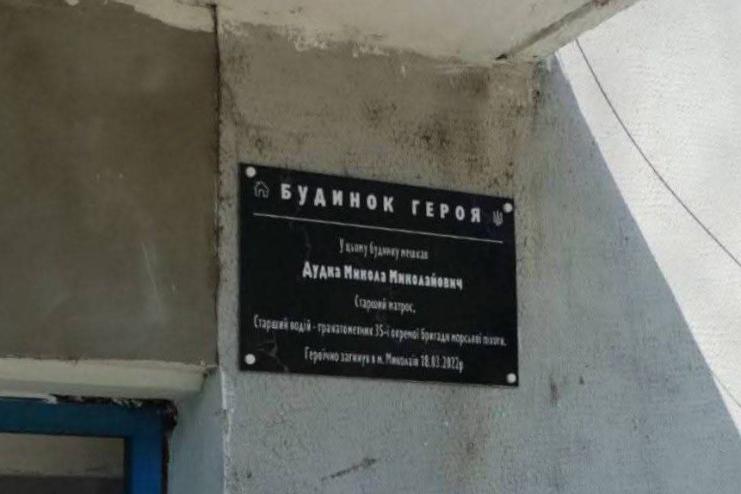 БУДИНОК ГЕРОЯ
У цьому будинку мешкав
Дудка Микола Миколайович
Старший матрос,
Старший водій - гранатометник 35-ї окремої бригади морської піхоти.
Героїчно загинув в м. Миколаїв 18.03.2022р